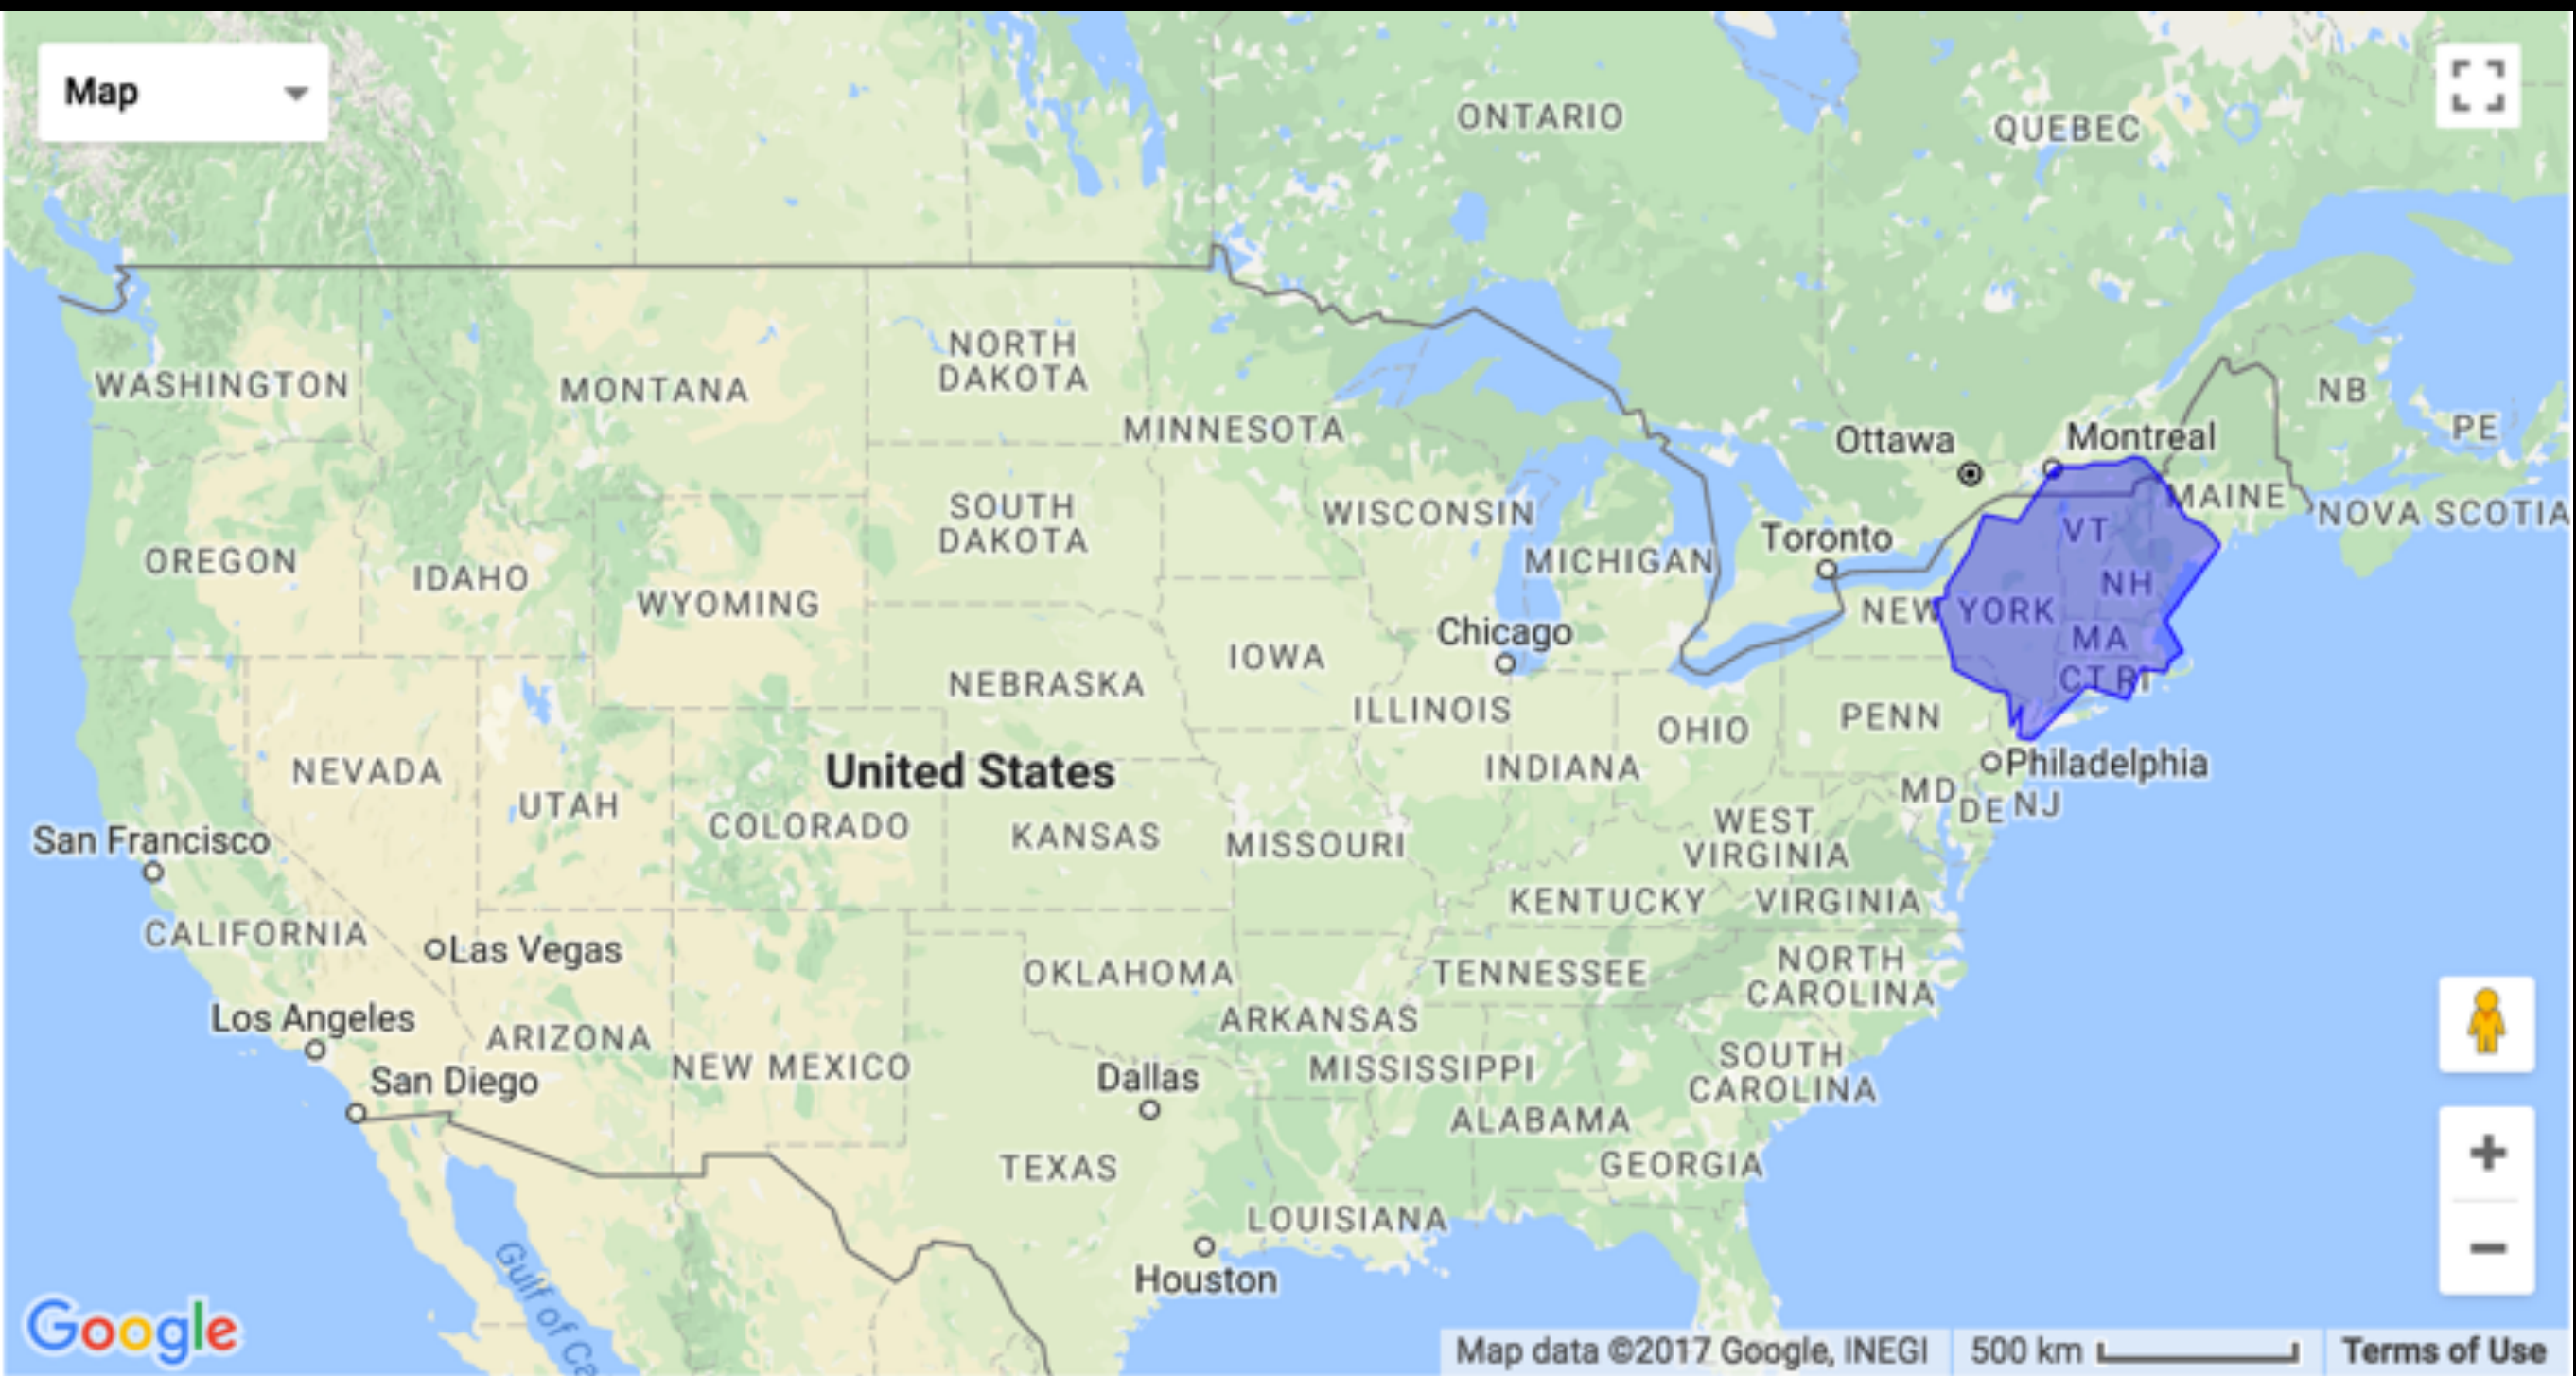 Map
ONTARIO
QUEBEC
NORTH
DAKOTA
WASHINGTON
MONTANA
NB
MINNESOTA
PE
Ottawa
Montreal
SOUTH
DAKOTA
WISCONSIN
MAINE
NOVA SCOTIA
OREGON
IDAHO
MICHIGAN
Toronto
VT
WYOMING
NH
NEW YORK
Chicago
MA
IOWA
NEBRASKA
CT RI
ILLINOIS
OHIO
PENN
United States
NEVADA
INDIANA
Philadelphia
UTAH
MD
DE
NJ
COLORADO
KANSAS
MISSOURI
WEST
VIRGINIA
San Francisco
KENTUCKY
VIRGINIA
CALIFORNIA
Las Vegas
OKLAHOMA
TENNESSEE
NORTH
CAROLINA
Los Angeles
ARIZONA
ARKANSAS
NEW MEXICO
San Diego
Dallas
MISSISSIPPI
SOUTH
CAROLINA
ALABAMA
TEXAS
GEORGIA
LOUISIANA
Houston
Gulf of Ca
Google
Map data ©2017 Google, INEGI
500 km
Terms of Use